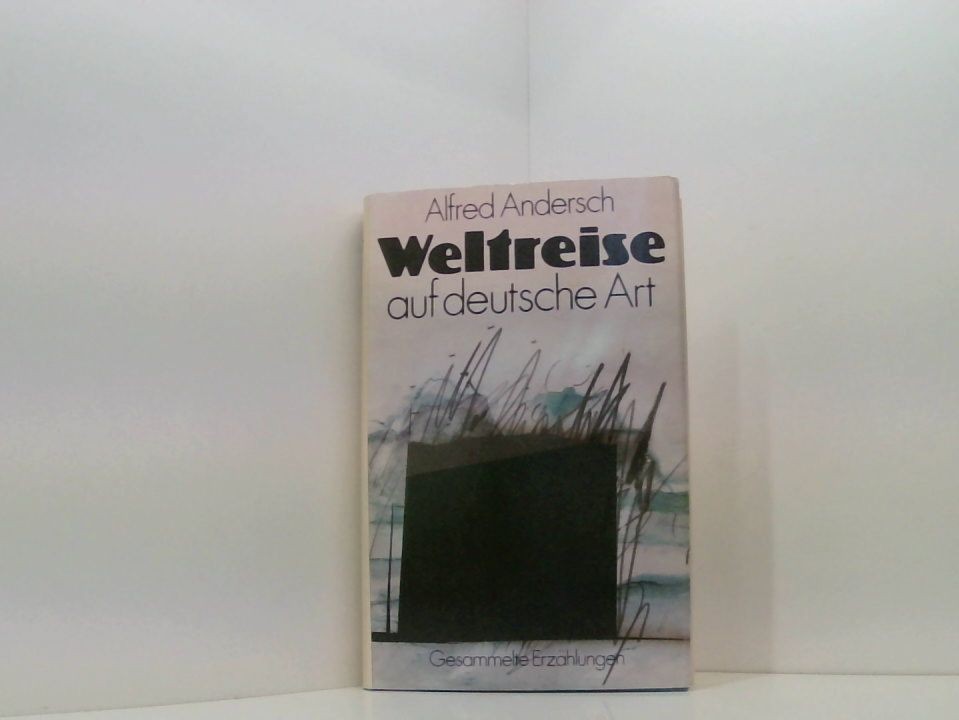 Alfred Andersch
Weltreise
auf deutsche Art
Gesammelte Erzählungen